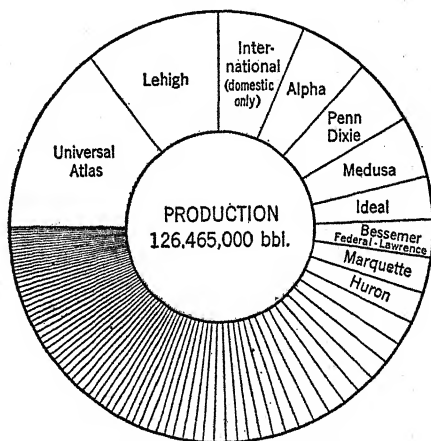 Inter-
national
(domestic
only)
Alpha
Penn
Dixie
Medusa
Ideal
Bessemer
Federal-Lawrence
Marquette
Huron
Lehigh
Universal
Atlas
PRODUCTION
126,465,000 bbl.